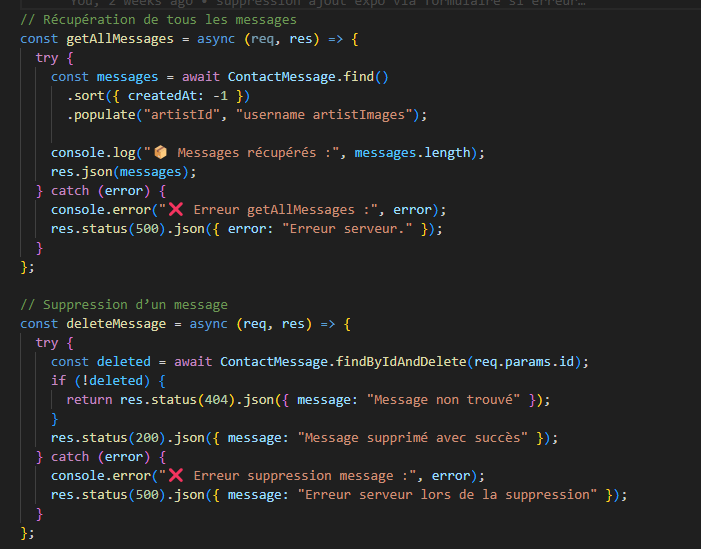 You, 2 weeks ago • suppression ajout expo via formulaire si erreur…
// Récupération de tous les messages
const getAllMessages = async (req, res) => {
  try {
    const messages = await ContactMessage.find()
      .sort({ createdAt: -1 })
      .populate("artistId", "username artistImages");

    console.log("📦 Messages récupérés :", messages.length);
    res.json(messages);
  } catch (error) {
    console.error("❌ Erreur getAllMessages :", error);
    res.status(500).json({ error: "Erreur serveur." });
  }
};

// Suppression d’un message
const deleteMessage = async (req, res) => {
  try {
    const deleted = await ContactMessage.findByIdAndDelete(req.params.id);
    if (!deleted) {
      return res.status(404).json({ message: "Message non trouvé" });
    }
    res.status(200).json({ message: "Message supprimé avec succès" });
  } catch (error) {
    console.error("❌ Erreur suppression message :", error);
    res.status(500).json({ message: "Erreur serveur lors de la suppression" });
  }
};